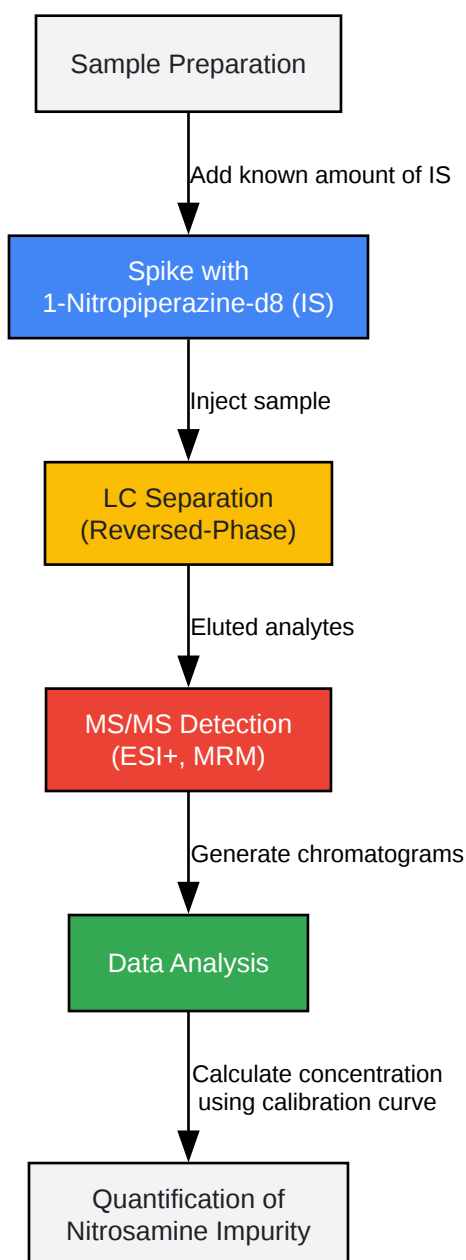 Sample Preparation
Add known amount of IS
Spike with
1-Nitropiperazine-d8 (IS)
Inject sample
LC Separation
(Reversed-Phase)
Eluted analytes
MS/MS Detection
(ESI+, MRM)
Generate chromatograms
Data Analysis
Calculate concentration
using calibration curve
Quantification of
Nitrosamine Impurity